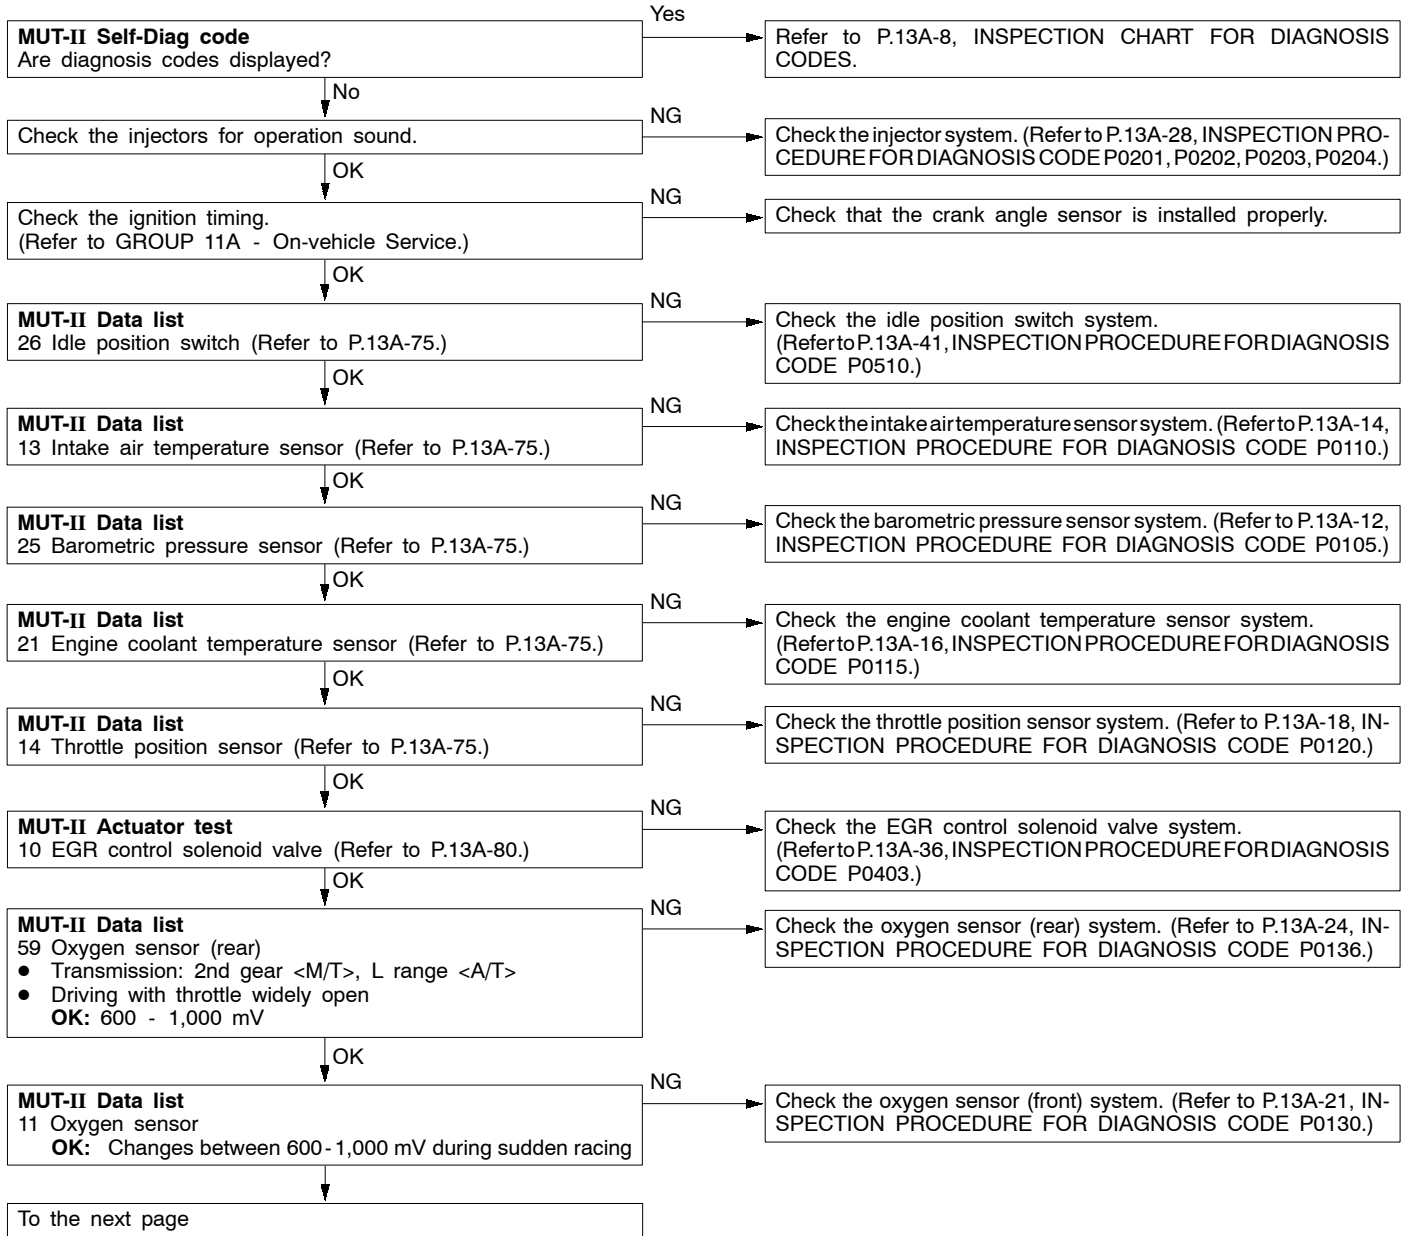 Yes
MUT-II Self-Diag code
Are diagnosis codes displayed?
Refer to P.13A-8, INSPECTION CHART FOR DIAGNOSIS
CODES.
No
NG
Check the injectors for operation sound.
Check the injector system. (Refer to P.13A-28, INSPECTION PRO-
CEDURE FOR DIAGNOSIS CODE P0201, P0202, P0203, P0204.)
OK
NG
Check the ignition timing.
(Refer to GROUP 11A - On-vehicle Service.)
Check that the crank angle sensor is installed properly.
OK
NG
MUT-II Data list
26 Idle position switch (Refer to P.13A-75.)
Check the idle position switch system.
(Refer to P.13A-41, INSPECTION PROCEDURE FOR DIAGNOSIS
CODE P0510.)
OK
NG
MUT-II Data list
13 Intake air temperature sensor (Refer to P.13A-75.)
Check the intake air temperature sensor system. (Refer to P.13A-14,
INSPECTION PROCEDURE FOR DIAGNOSIS CODE P0110.)
OK
NG
MUT-II Data list
25 Barometric pressure sensor (Refer to P.13A-75.)
Check the barometric pressure sensor system. (Refer to P.13A-12,
INSPECTION PROCEDURE FOR DIAGNOSIS CODE P0105.)
OK
NG
MUT-II Data list
21 Engine coolant temperature sensor (Refer to P.13A-75.)
Check the engine coolant temperature sensor system.
(Refer to P.13A-16, INSPECTION PROCEDURE FOR DIAGNOSIS
CODE P0115.)
OK
NG
MUT-II Data list
14 Throttle position sensor (Refer to P.13A-75.)
Check the throttle position sensor system. (Refer to P.13A-18, IN-
SPECTION PROCEDURE FOR DIAGNOSIS CODE P0120.)
OK
NG
MUT-II Actuator test
10 EGR control solenoid valve (Refer to P.13A-80.)
Check the EGR control solenoid valve system.
(Refer to P.13A-36, INSPECTION PROCEDURE FOR DIAGNOSIS
CODE P0403.)
OK
NG
MUT-II Data list
59 Oxygen sensor (rear)
● Transmission: 2nd gear <M/T>, L range <A/T>
● Driving with throttle widely open
OK: 600 - 1,000 mV
Check the oxygen sensor (rear) system. (Refer to P.13A-24, IN-
SPECTION PROCEDURE FOR DIAGNOSIS CODE P0136.)
OK
NG
MUT-II Data list
11 Oxygen sensor
OK: Changes between 600 - 1,000 mV during sudden racing
Check the oxygen sensor (front) system. (Refer to P.13A-21, IN-
SPECTION PROCEDURE FOR DIAGNOSIS CODE P0130.)
To the next page